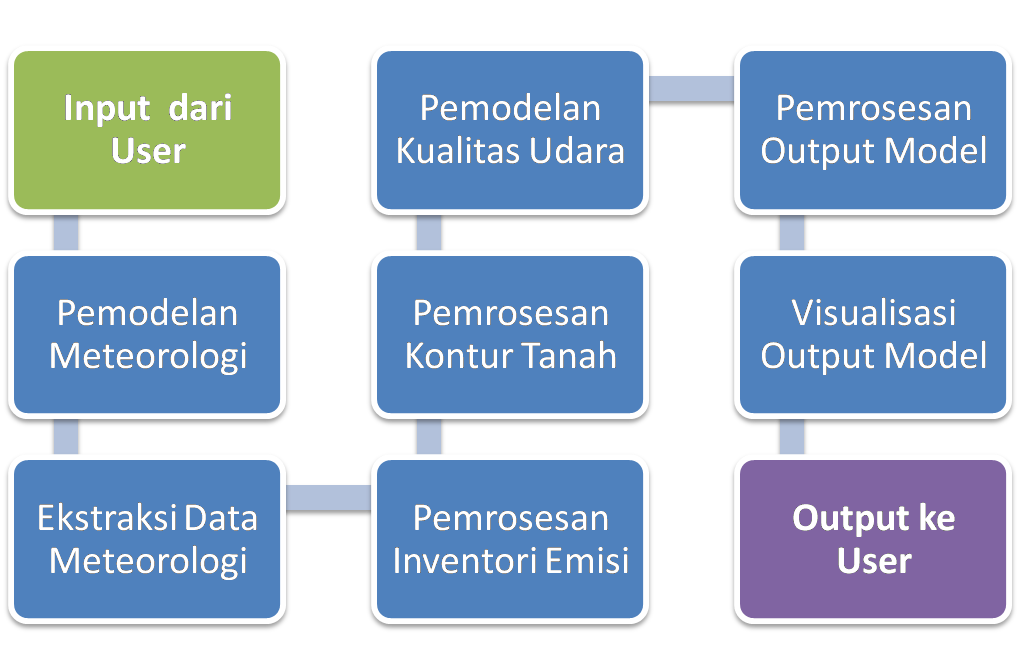 Input dari
User
Pemodelan
Meteorologi
Ekstraksi Data
Meteorologi
Pemrosesan
Inventori Emisi
Pemrosesan
Kontur Tanah
Pemodelan
Kualitas Udara
Pemrosesan
Output Model
Visualisasi
Output Model
Output ke
User